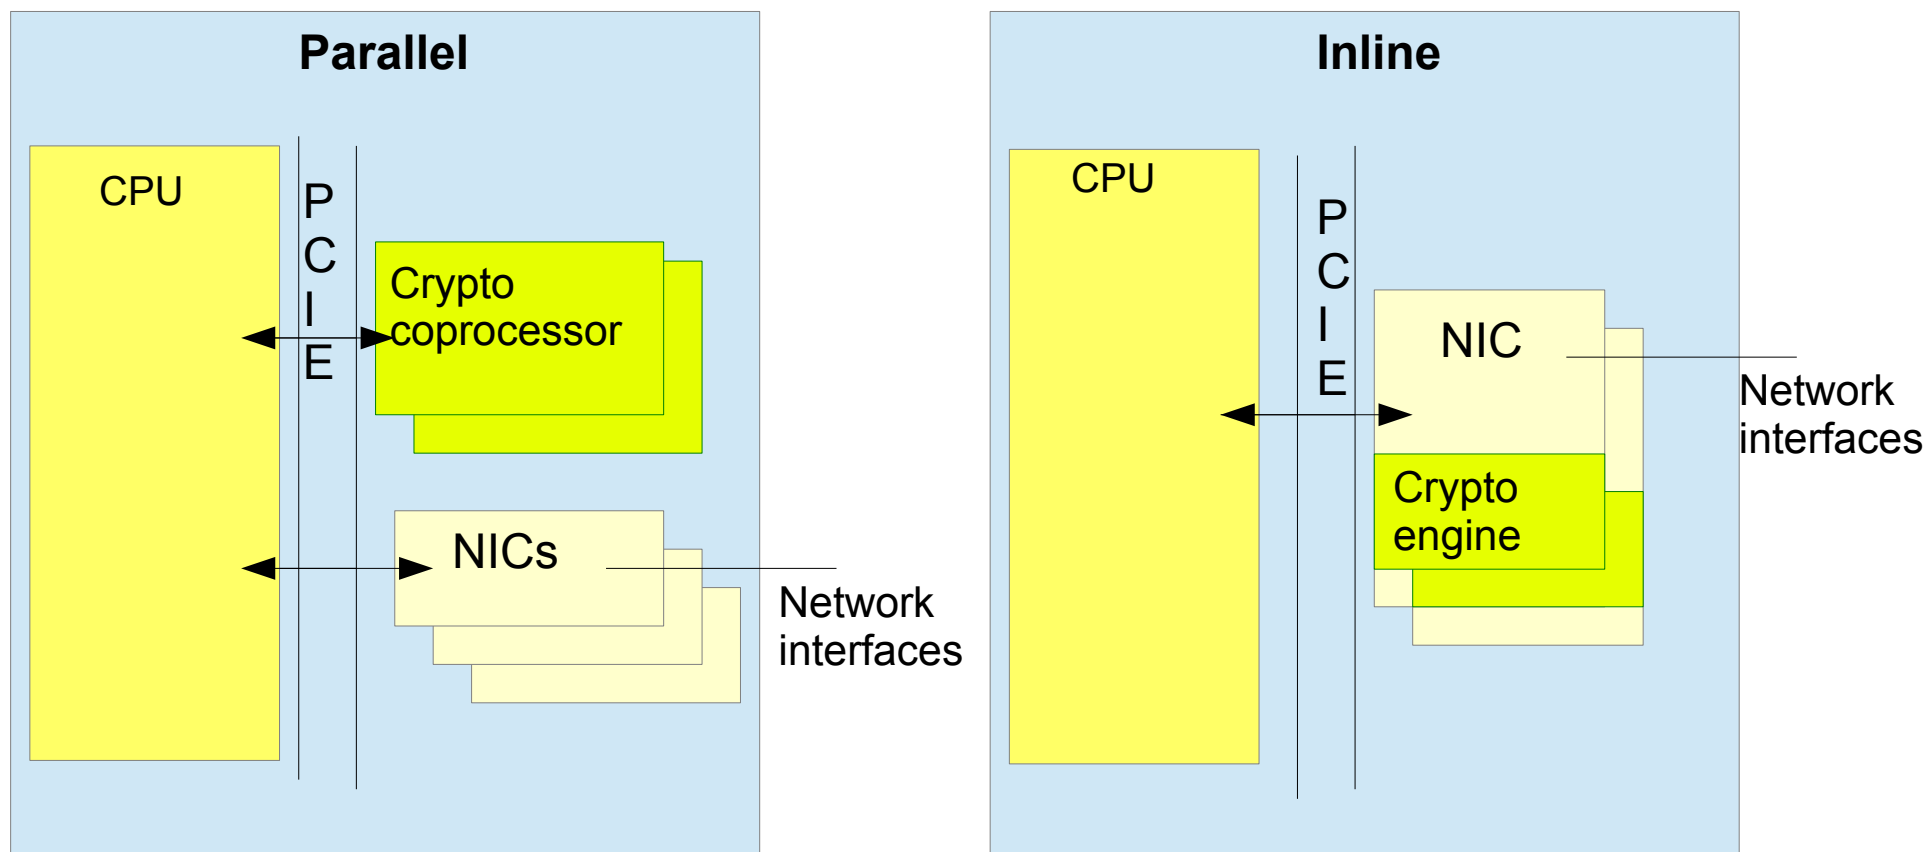 Parallel
CPU
P
C
I
E
Crypto
coprocessor
NICs
Network
interfaces
Inline
CPU
P
C
I
E
NIC
Network
interfaces
Crypto
engine